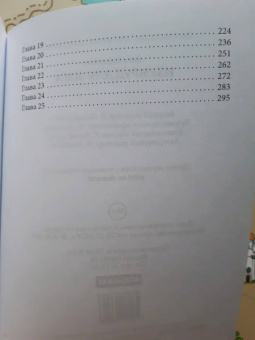 Глава 19 ........................................ 224
Глава 20 ........................................ 236
Глава 21 ........................................ 251
Глава 22 ........................................ 262
Глава 23 ........................................ 272
Глава 24 ........................................ 283
Глава 25 ........................................ 295